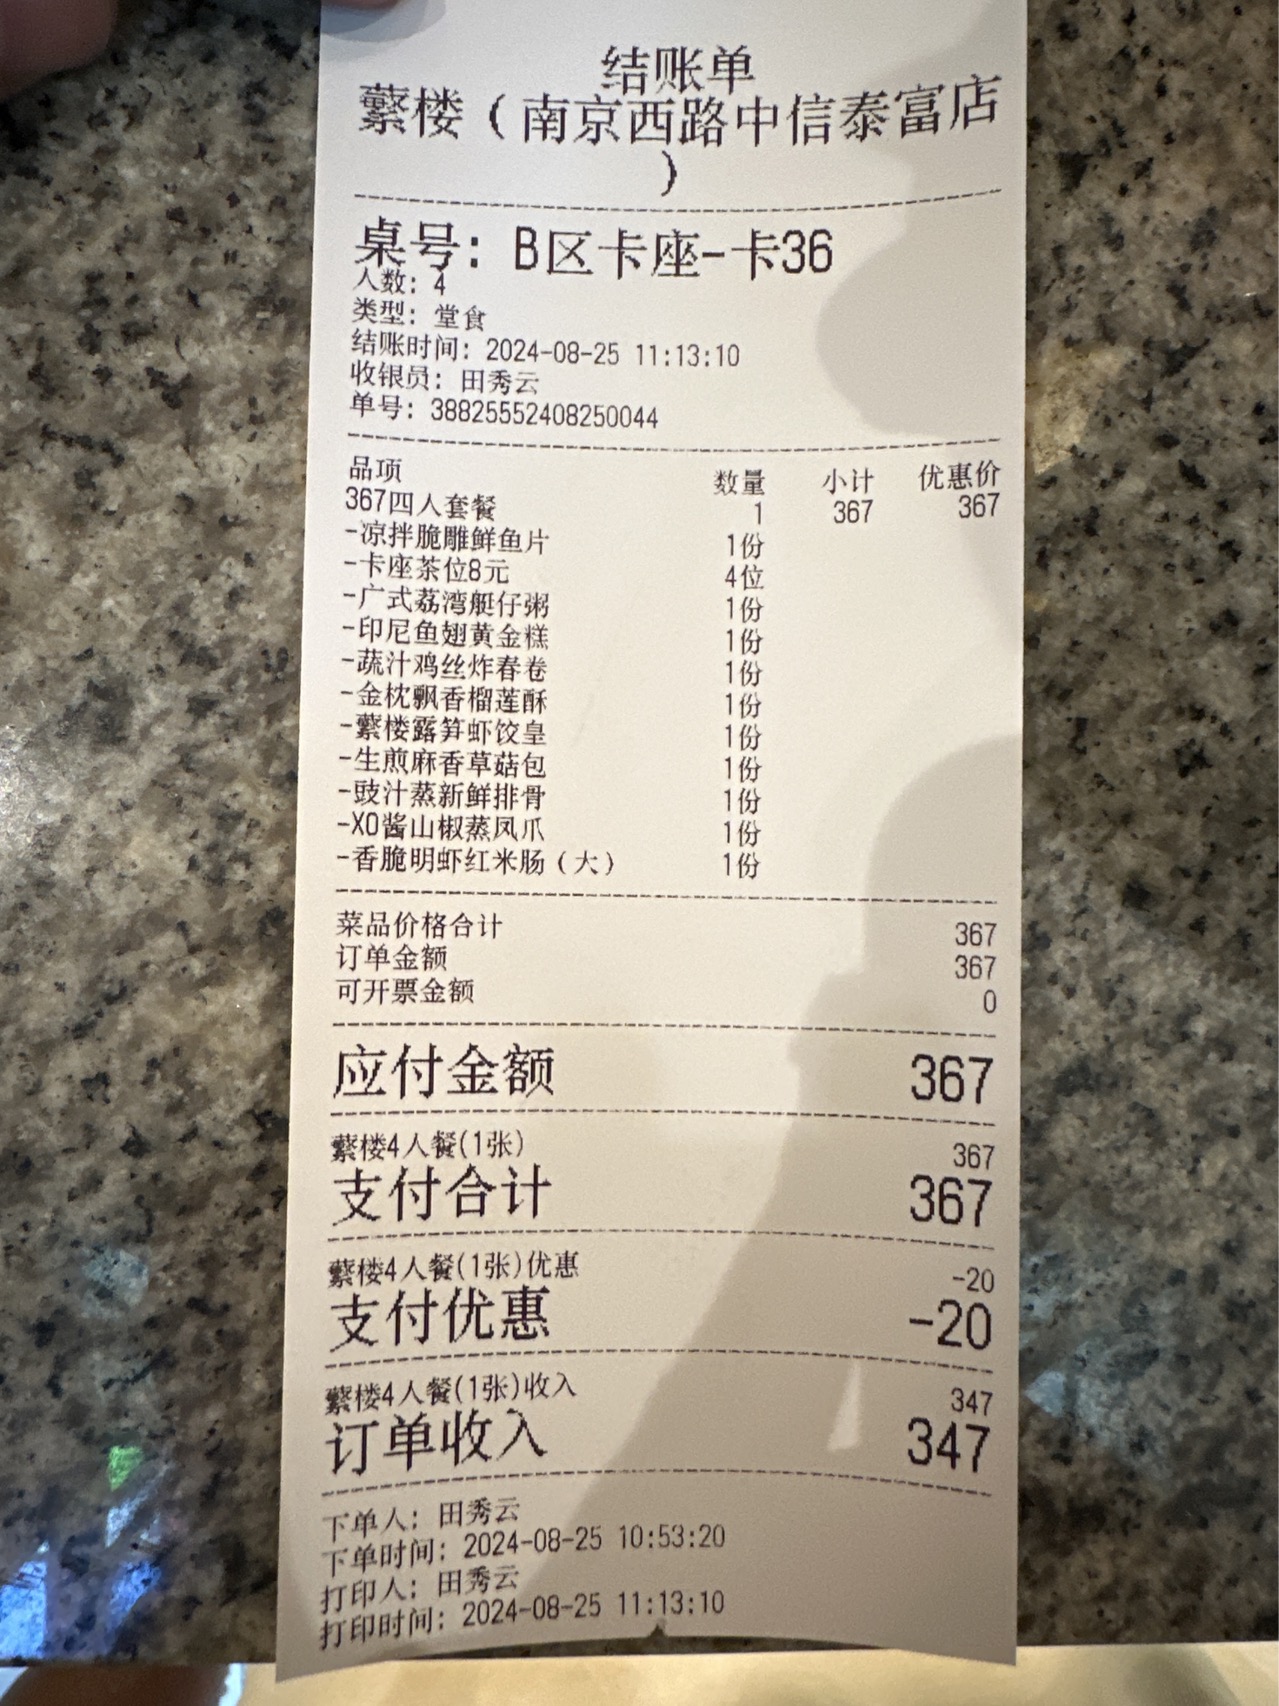 结账单
蘩楼（南京西路中信泰富店
）
桌号：B区卡座-卡36
人数：4
类型：堂食
结账时间：2024-08-25 11:13:10
收银员：田秀云
单号：38825552408250044
品项 数量 小计 优惠价
367四人套餐 1 367 367
-凉拌脆雕鲜鱼片 1份
-卡座茶位8元 4位
-广式荔湾艇仔粥 1份
-印尼鱼翅黄金糕 1份
-蔬汁鸡丝炸春卷 1份
-金枕飘香榴莲酥 1份
-蘩楼露笋虾饺皇 1份
-生煎麻香草菇包 1份
-豉汁蒸新鲜排骨 1份
-XO酱山椒蒸凤爪 1份
-香脆明虾红米肠（大） 1份
菜品价格合计 367
订单金额 367
可开票金额 0
应付金额 367
蘩楼4人餐(1张) 367
支付合计 367
蘩楼4人餐(1张)优惠 -20
支付优惠 -20
蘩楼4人餐(1张)收入 347
订单收入 347
下单人：田秀云
下单时间：2024-08-25 10:53:20
打印人：田秀云
打印时间：2024-08-25 11:13:10